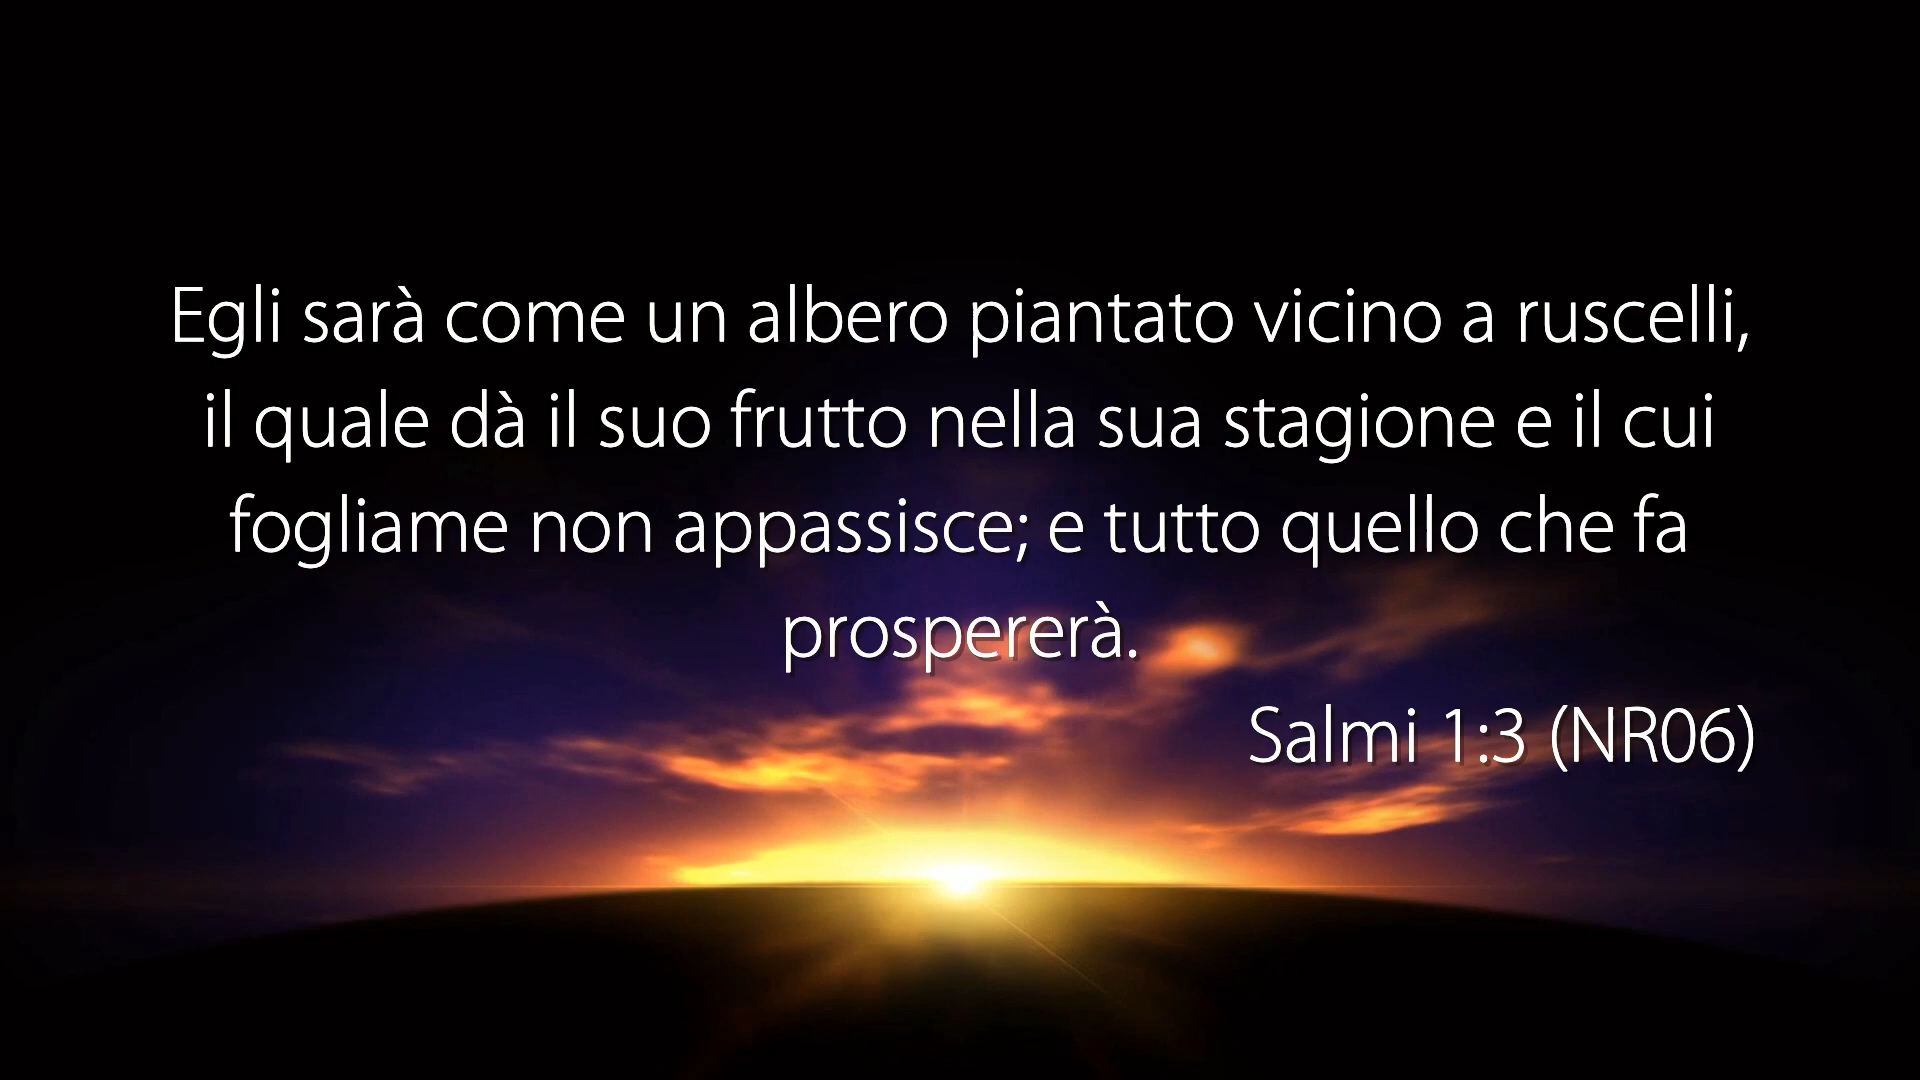 Egli sarà come un albero piantato vicino a ruscelli,
il quale dà il suo frutto nella sua stagione e il cui
fogliame non appassisce; e tutto quello che fa
prospererà.
Salmi 1:3 (NR06)